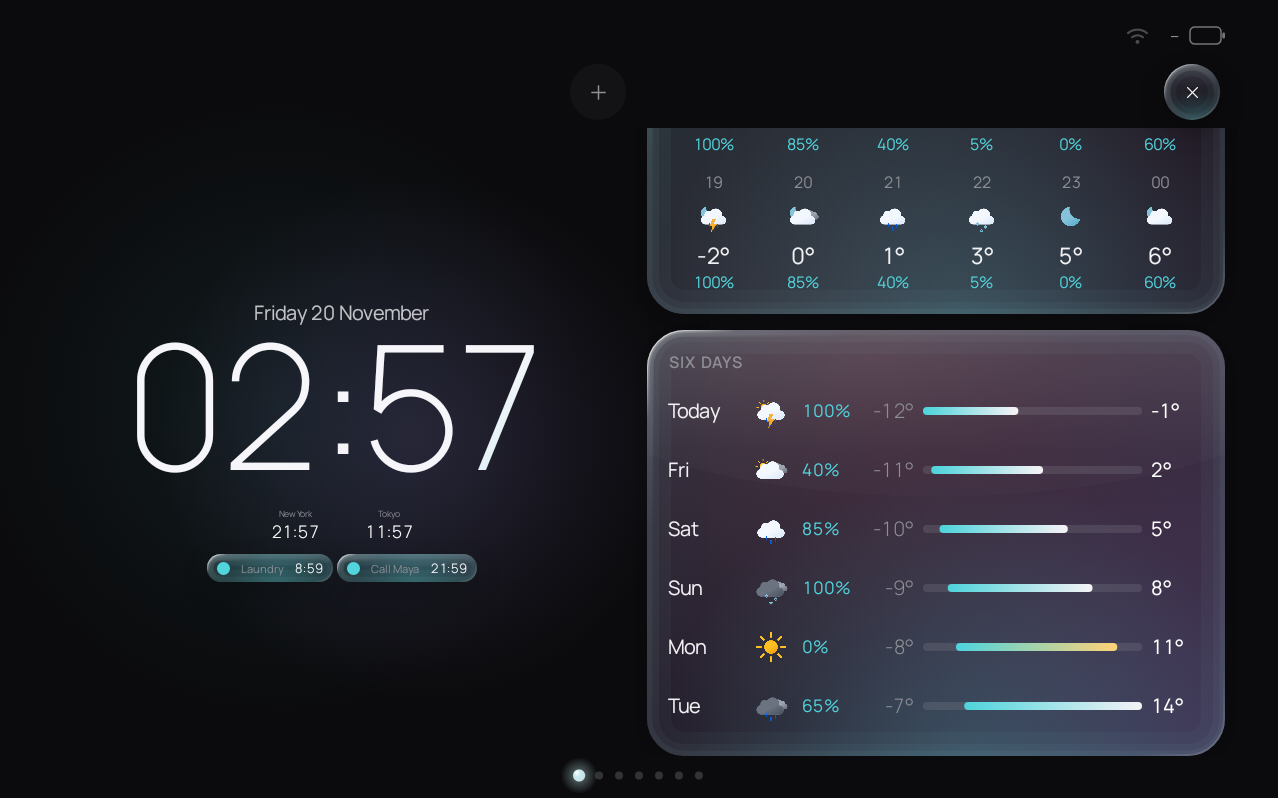 –
+
Friday 20 November
02:57
New York Tokyo
21:57 11:57
Laundry 8:59 Call Maya 21:59
100% 85% 40% 5% 0% 60%
19 20 21 22 23 00
-2° 0° 1° 3° 5° 6°
100% 85% 40% 5% 0% 60%
SIX DAYS
Today 100% -12° -1°
Fri 40% -11° 2°
Sat 85% -10° 5°
Sun 100% -9° 8°
Mon 0% -8° 11°
Tue 65% -7° 14°